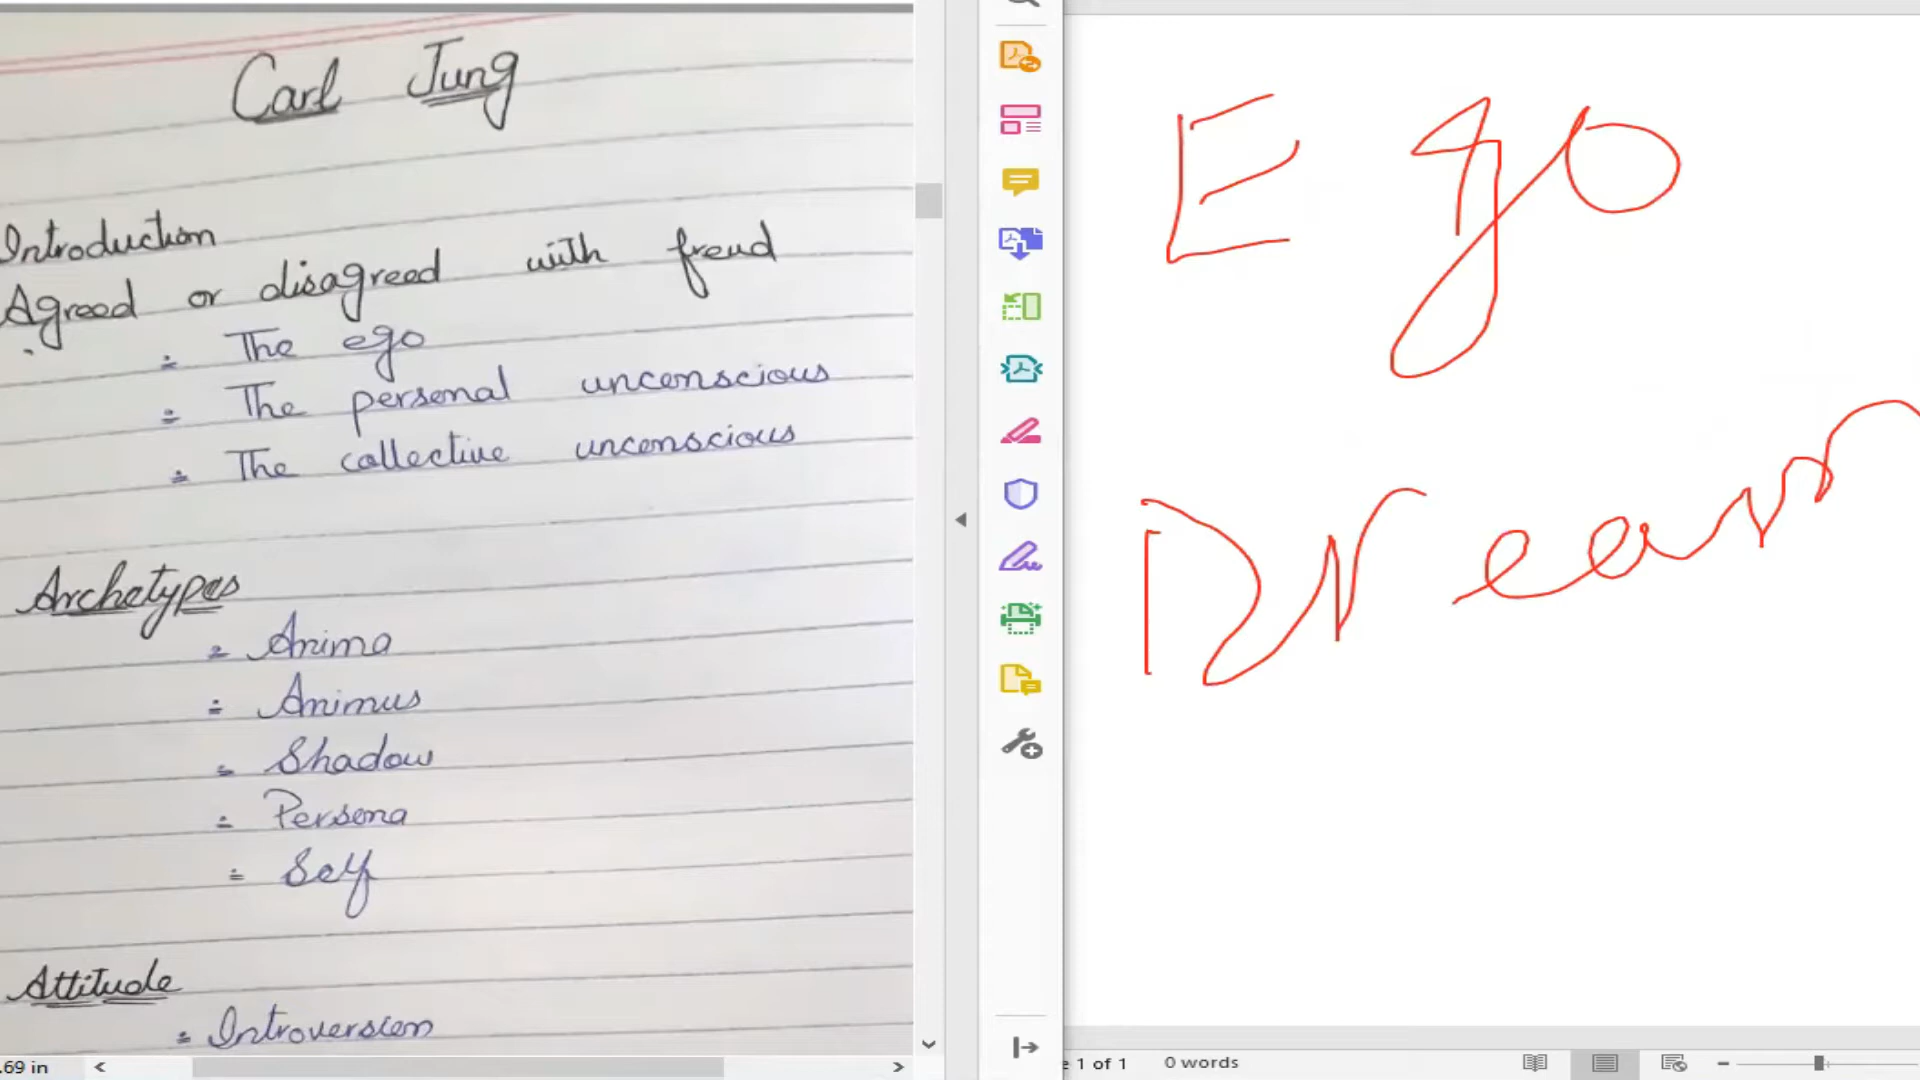 Carl Jung
Introduction
Agreed or disagreed with freud
= The ego
= The personal unconscious
= The collective unconscious
Archetypes
= Anima
= Animus
= Shadow
= Persona
= Self
Attitude
= Introversion
.69 in
Ego
Dream
1 of 1 0 words